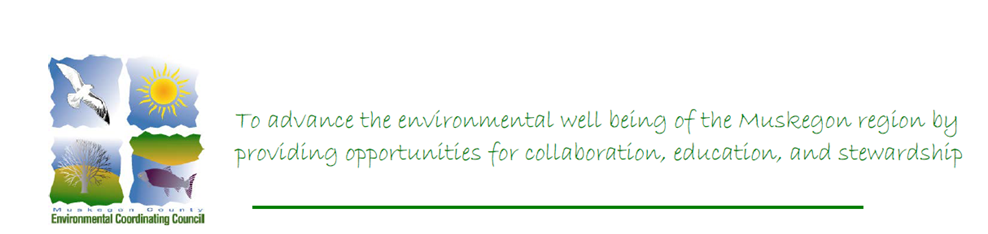 To advance the environmental well being of the Muskegon region by
providing opportunities for collaboration, education, and stewardship
Muskegon County
Environmental Coordinating Council